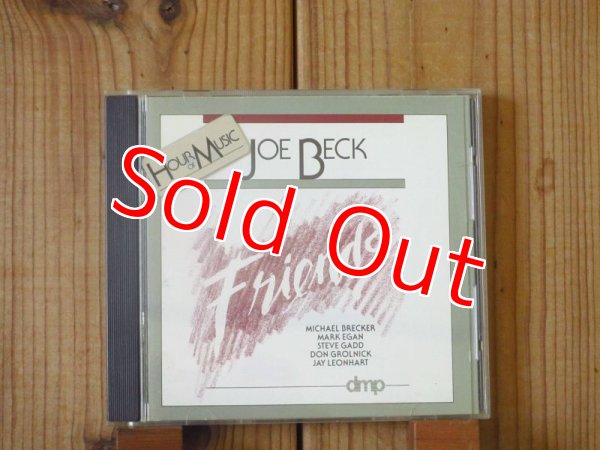 HOUR OF MUSIC
JOE BECK
Sold Out
Friends
MICHAEL BRECKER
MARK EGAN
STEVE GADD
DON GROLNICK
JAY LEONHART
dmp